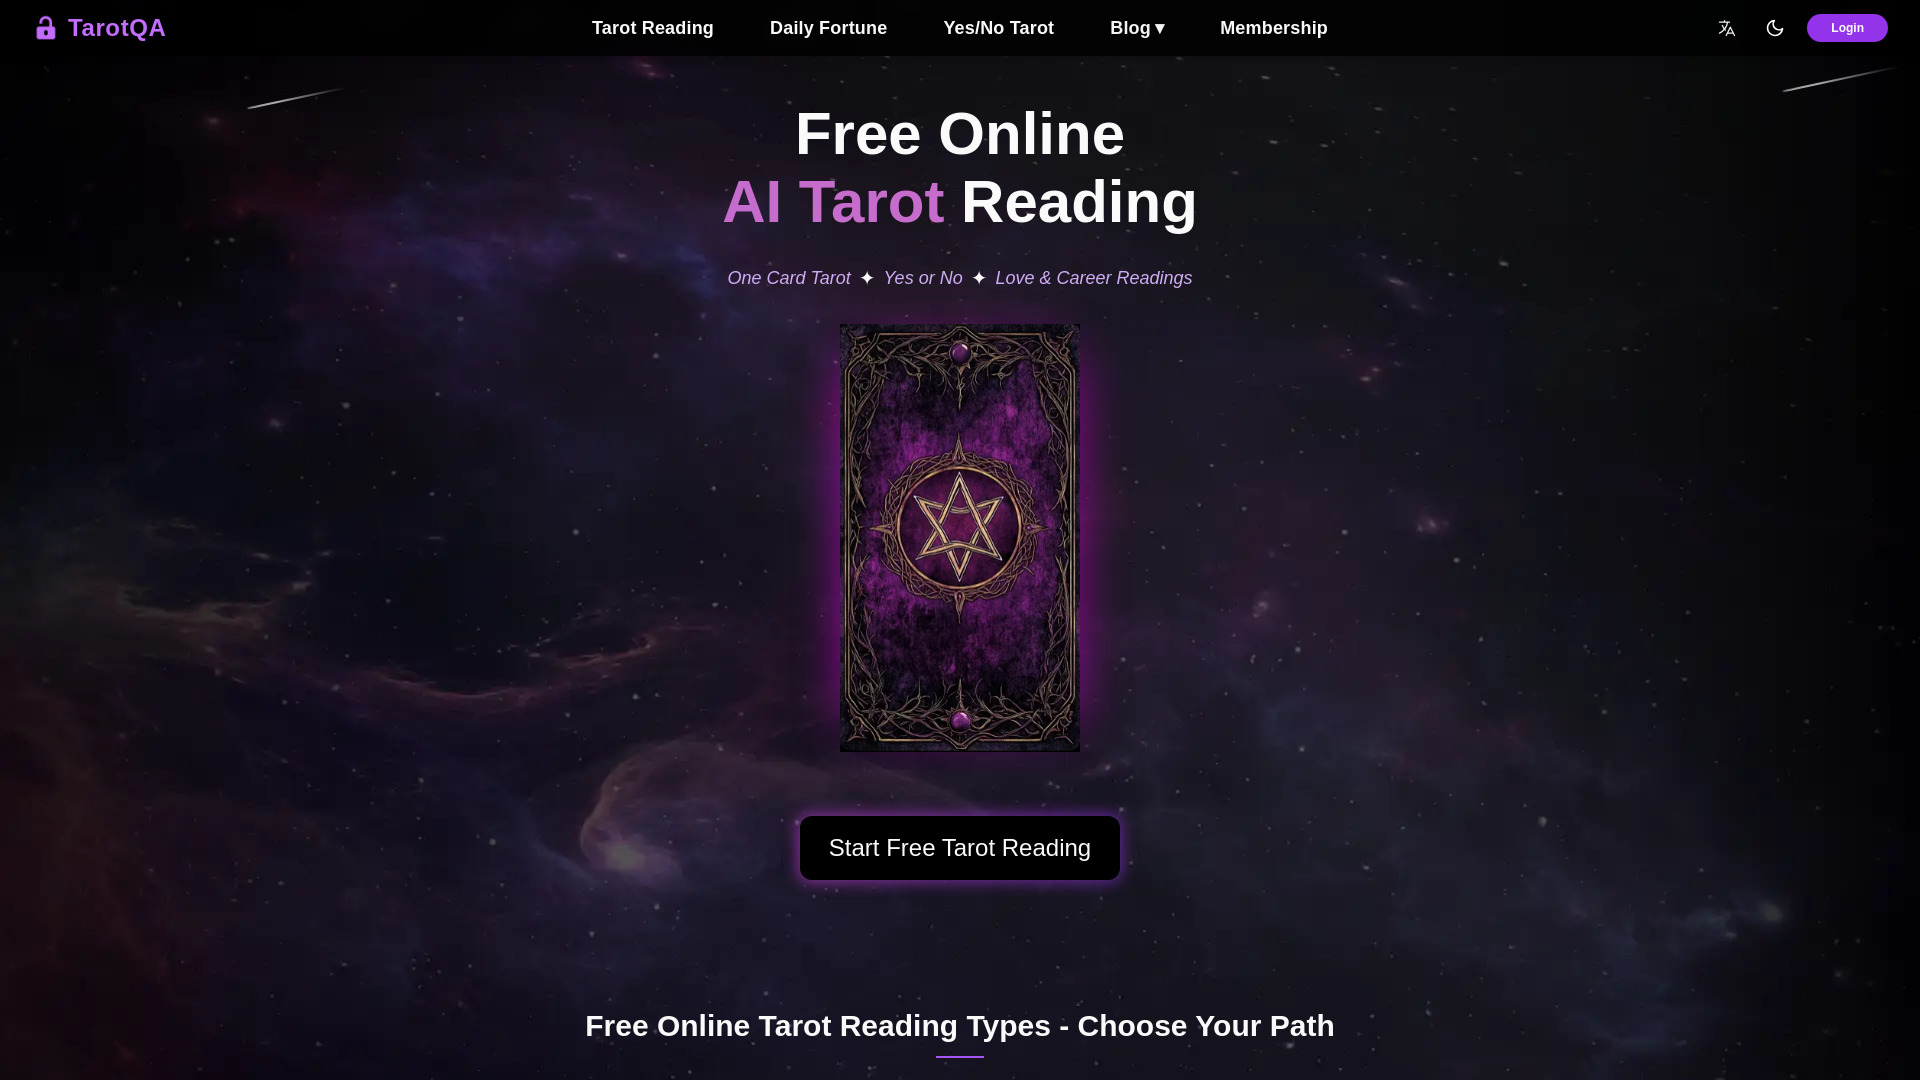 TarotQA
Tarot Reading
Daily Fortune
Yes/No Tarot
Blog ▾
Membership
Login
Free Online
AI Tarot Reading
One Card Tarot ✦ Yes or No ✦ Love & Career Readings
Start Free Tarot Reading
Free Online Tarot Reading Types - Choose Your Path